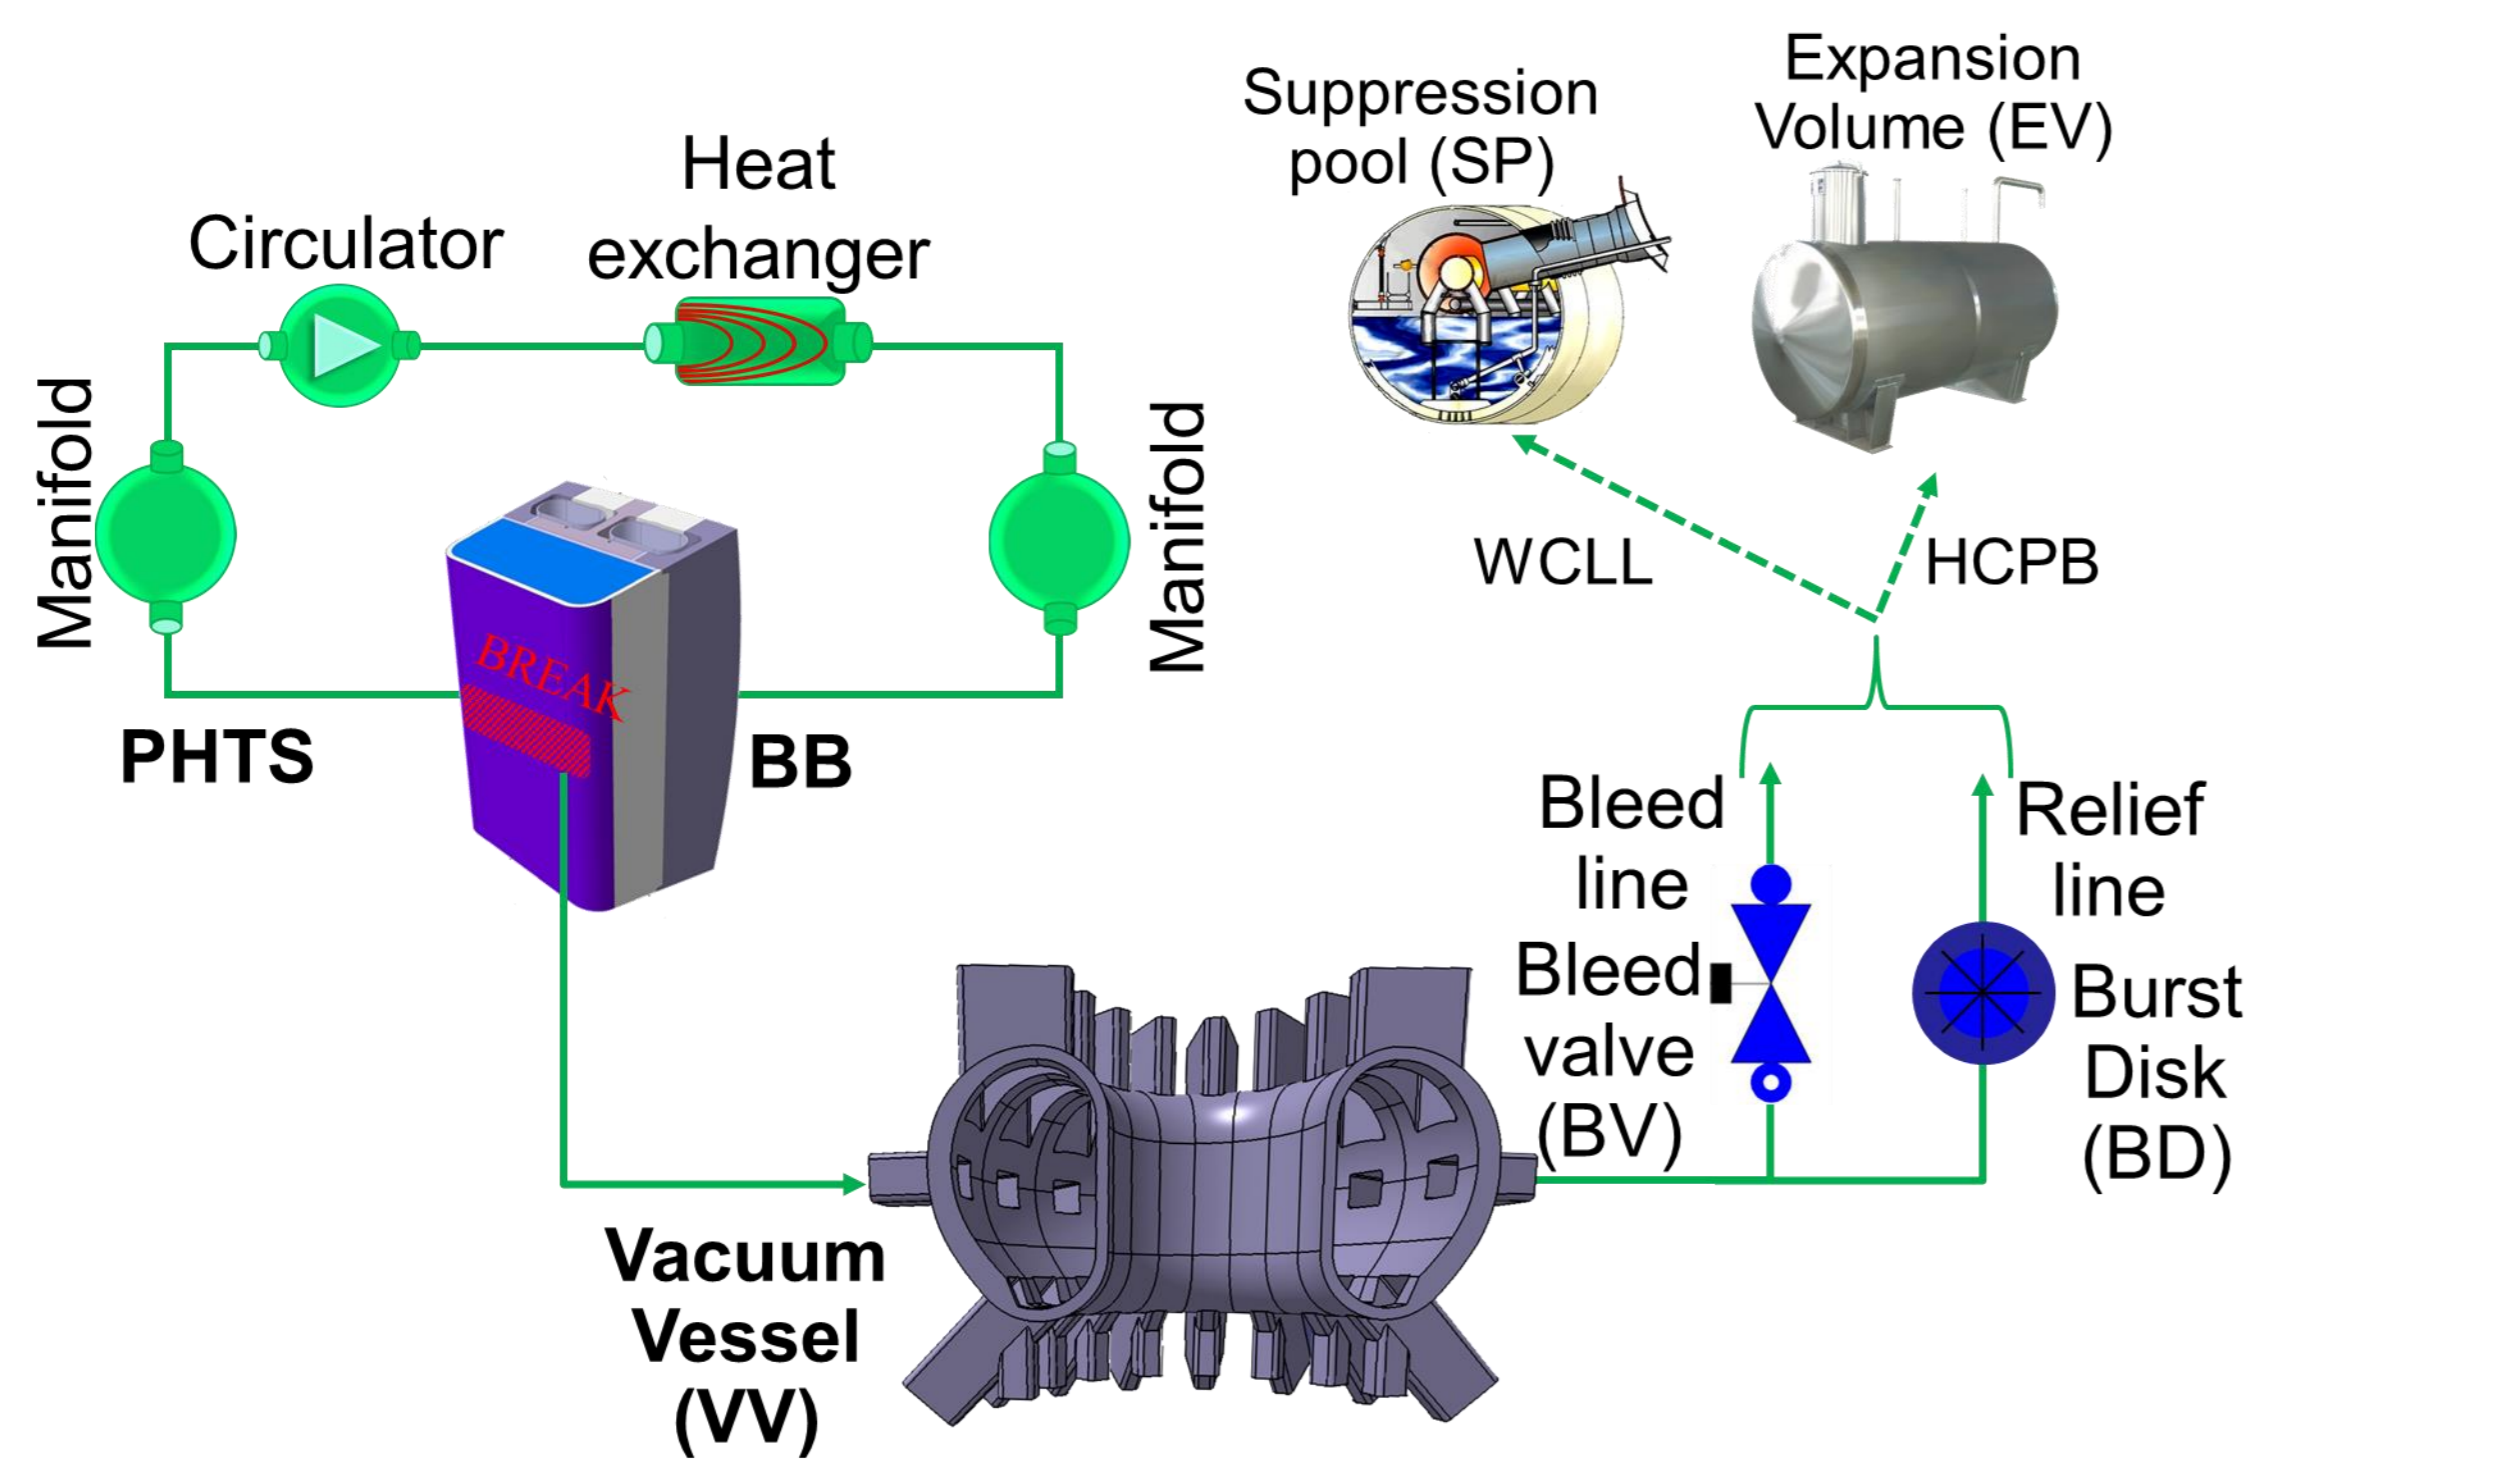 Suppression
pool (SP)
Expansion
Volume (EV)
Heat
exchanger
Circulator
Manifold
Manifold
WCLL
HCPB
BREAK
PHTS
BB
Bleed
line
Relief
line
Bleed
valve
(BV)
Burst
Disk
(BD)
Vacuum
Vessel
(VV)